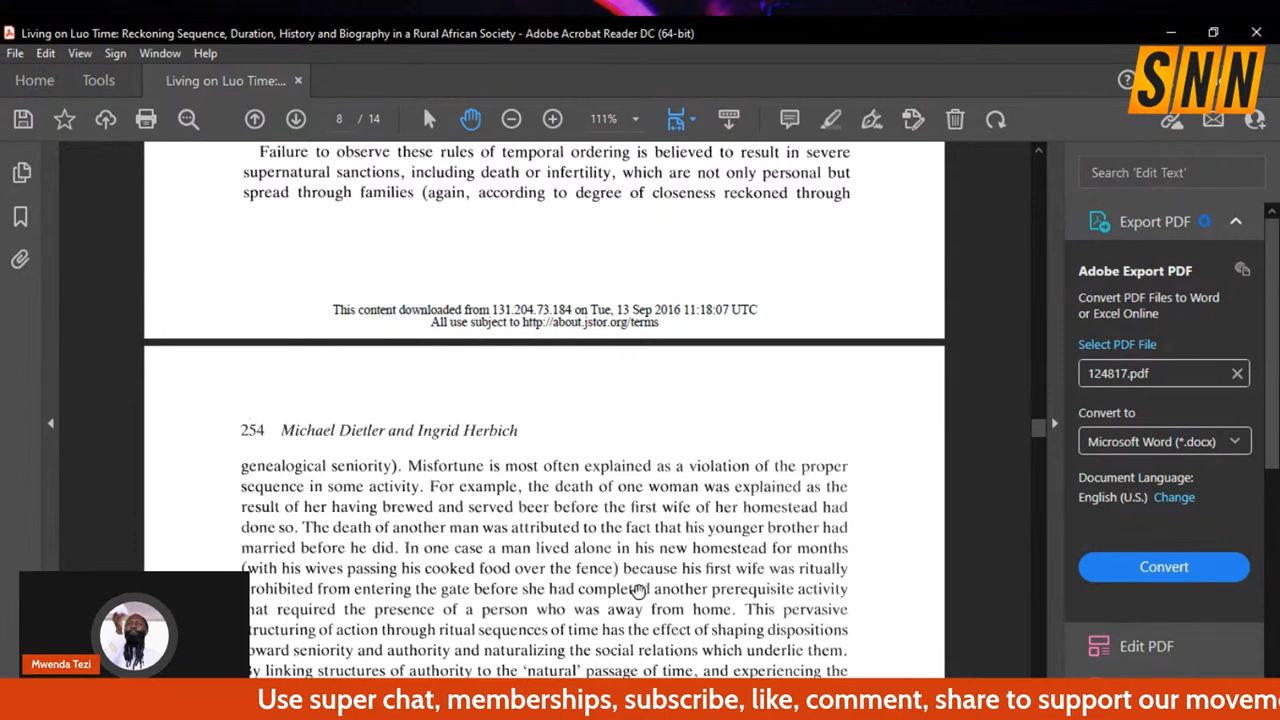 Living on Luo Time: Reckoning Sequence, Duration, History and Biography in a Rural African Society - Adobe Acrobat Reader DC (64-bit)
File Edit View Sign Window Help
Home Tools Living on Luo Time:... ×
SNN
8 / 14 111%
Failure to observe these rules of temporal ordering is believed to result in severe
supernatural sanctions, including death or infertility, which are not only personal but
spread through families (again, according to degree of closeness reckoned through
This content downloaded from 131.204.73.184 on Tue, 13 Sep 2016 11:18:07 UTC
All use subject to http://about.jstor.org/terms
254 Michael Dietler and Ingrid Herbich
genealogical seniority). Misfortune is most often explained as a violation of the proper
sequence in some activity. For example, the death of one woman was explained as the
result of her having brewed and served beer before the first wife of her homestead had
done so. The death of another man was attributed to the fact that his younger brother had
married before he did. In one case a man lived alone in his new homestead for months
(with his wives passing his cooked food over the fence) because his first wife was ritually
rohibited from entering the gate before she had completed another prerequisite activity
hat required the presence of a person who was away from home. This pervasive
tructuring of action through ritual sequences of time has the effect of shaping dispositions
oward seniority and authority and naturalizing the social relations which underlie them.
By linking structures of authority to the 'natural' passage of time, and experiencing the
Search 'Edit Text'
Export PDF
Adobe Export PDF
Convert PDF Files to Word
or Excel Online
Select PDF File
124817.pdf
Convert to
Microsoft Word (*.docx)
Document Language:
English (U.S.) Change
Convert
Edit PDF
Mwenda Tezi
Use super chat, memberships, subscribe, like, comment, share to support our movem